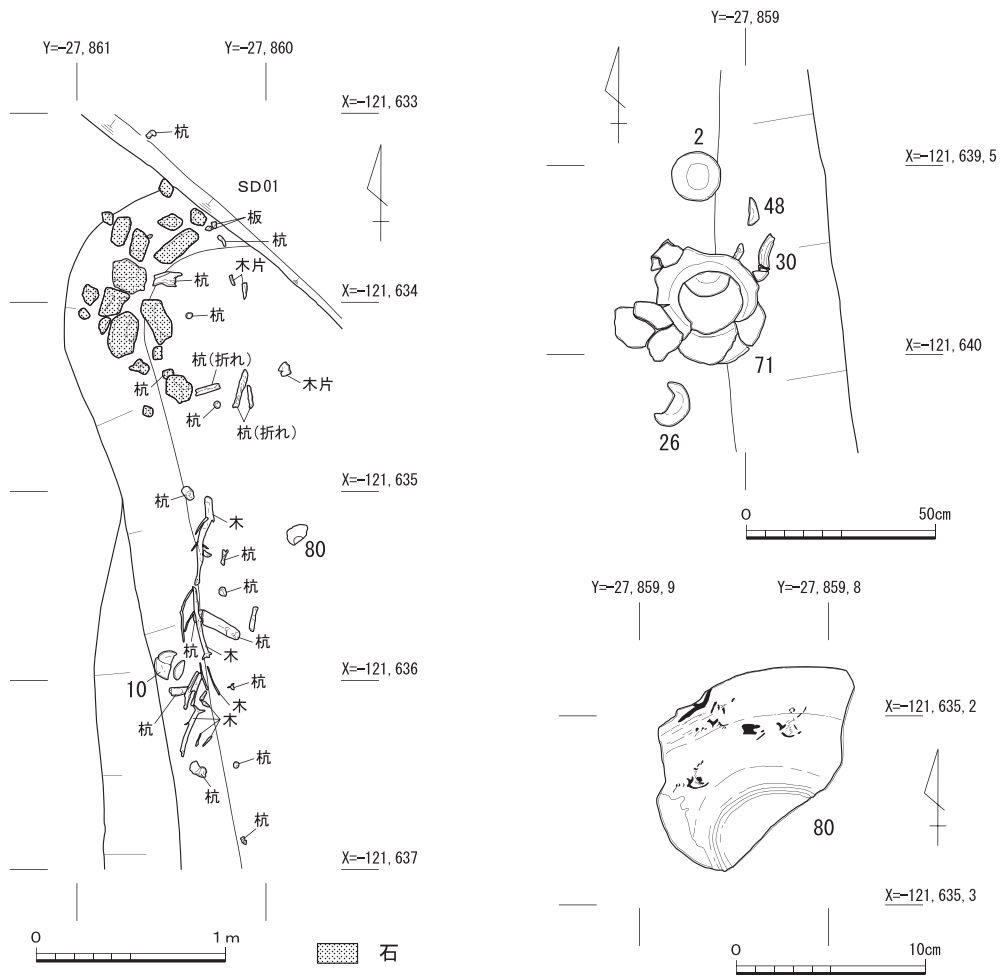 Y=−27,861
Y=−27,860
X=−121,633
杭
SD01
板
杭
木片
杭
X=−121,634
杭
杭(折れ)
木片
杭
杭
杭(折れ)
X=−121,635
杭
木
80
杭
杭
杭
杭
木
X=−121,636
10
杭
木
杭
木
杭
杭
杭
X=−121,637
0
1m
石
Y=−27,859
2
X=−121,639,5
48
30
X=−121,640
71
26
0
50cm
Y=−27,859,9
Y=−27,859,8
X=−121,635,2
80
X=−121,635,3
0
10cm